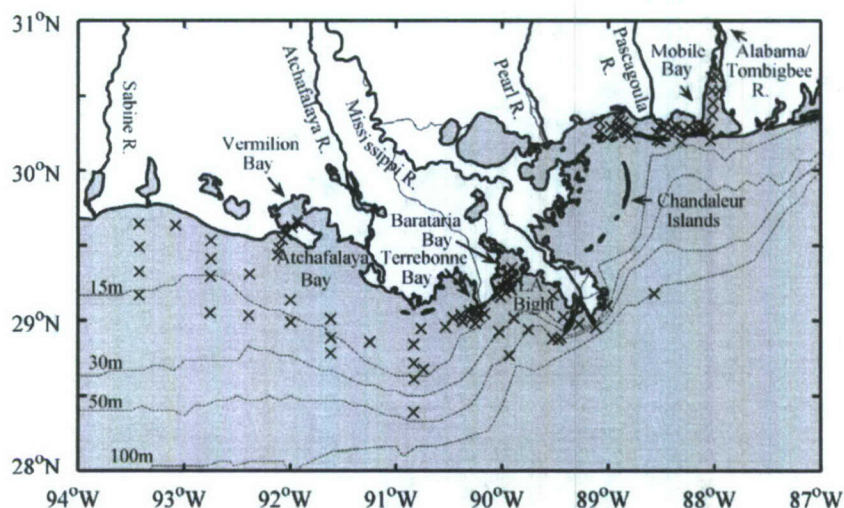 31°N
30°N
29°N
28°N
94°W 93°W 92°W 91°W 90°W 89°W 88°W 87°W
Sabine R.
Atchafalaya R.
Mississippi R.
Pearl R.
Pascagoula
R.
Mobile
Bay
Alabama/
Tombigbee
R.
Vermilion
Bay
Atchafalaya
Bay
Barataria
Bay
Terrebonne
Bay
LA
Bight
Chandaleur
Islands
15m
30m
50m
100m